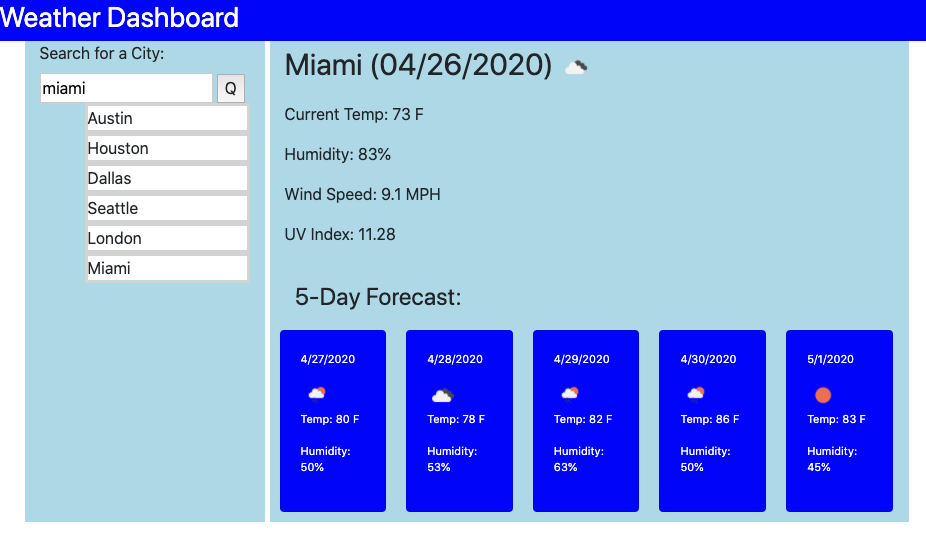 Weather Dashboard
Search for a City:
miami Q
Austin
Houston
Dallas
Seattle
London
Miami
Miami (04/26/2020)
Current Temp: 73 F
Humidity: 83%
Wind Speed: 9.1 MPH
UV Index: 11.28
5-Day Forecast:
4/27/2020
Temp: 80 F
Humidity:
50%
4/28/2020
Temp: 78 F
Humidity:
53%
4/29/2020
Temp: 82 F
Humidity:
63%
4/30/2020
Temp: 86 F
Humidity:
50%
5/1/2020
Temp: 83 F
Humidity:
45%